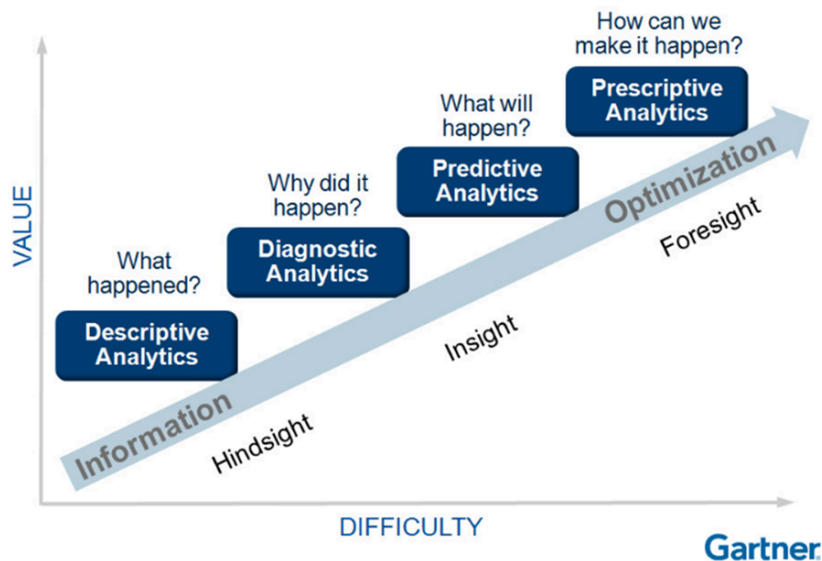 How can we
make it happen?
Prescriptive
Analytics
What will
happen?
Predictive
Analytics
Why did it
happen?
Diagnostic
Analytics
What
happened?
Descriptive
Analytics
VALUE
Information
Optimization
Hindsight
Insight
Foresight
DIFFICULTY
Gartner